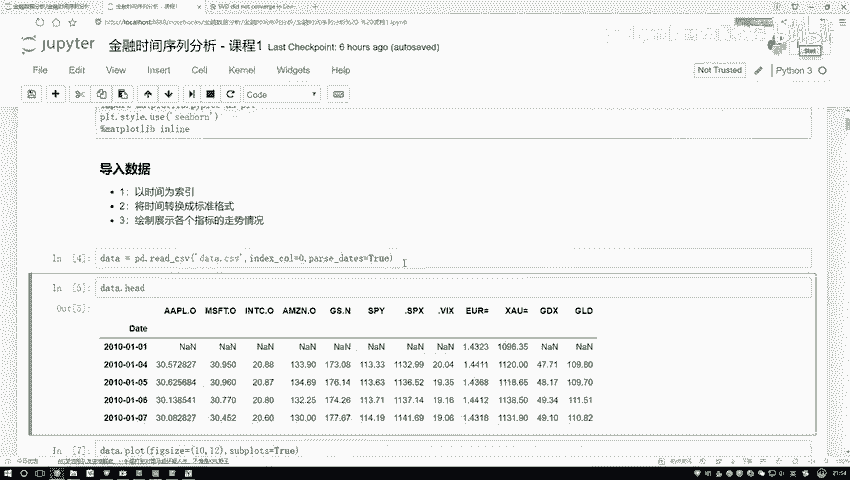 jupyter 金融时间序列分析 - 课程1 Last Checkpoint: 6 hours ago (autosaved)
Start
File Edit View Insert Cell Kernel Widgets Help
Not Trusted Python 3
Code
plt.style.use('seaborn')
%matplotlib inline
导入数据
1：以时间为索引
2：将时间转换成标准格式
3：绘制展示各个指标的走势情况
In [4]: data = pd.read_csv('data.csv',index_col=0,parse_dates=True)
In [5]: data.head
Out[5]:
AAPL.O MSFT.O INTC.O AMZN.O GS.N SPY .SPX .VIX EUR= XAU= GDX GLD
Date
2010-01-01 NaN NaN NaN NaN NaN NaN NaN NaN 1.4323 1096.35 NaN NaN
2010-01-04 30.572827 30.950 20.88 133.90 173.08 113.33 1132.99 20.04 1.4411 1120.00 47.71 109.80
2010-01-05 30.625684 30.960 20.87 134.69 176.14 113.63 1136.52 19.35 1.4368 1118.65 48.17 109.70
2010-01-06 30.138541 30.770 20.80 132.25 174.26 113.71 1137.14 19.16 1.4412 1138.50 49.34 111.51
2010-01-07 30.082827 30.452 20.60 130.00 177.67 114.19 1141.69 19.06 1.4318 1131.90 49.10 110.82
In [7]: data.plot(figsize=(10,12),subplots=True)
21:54